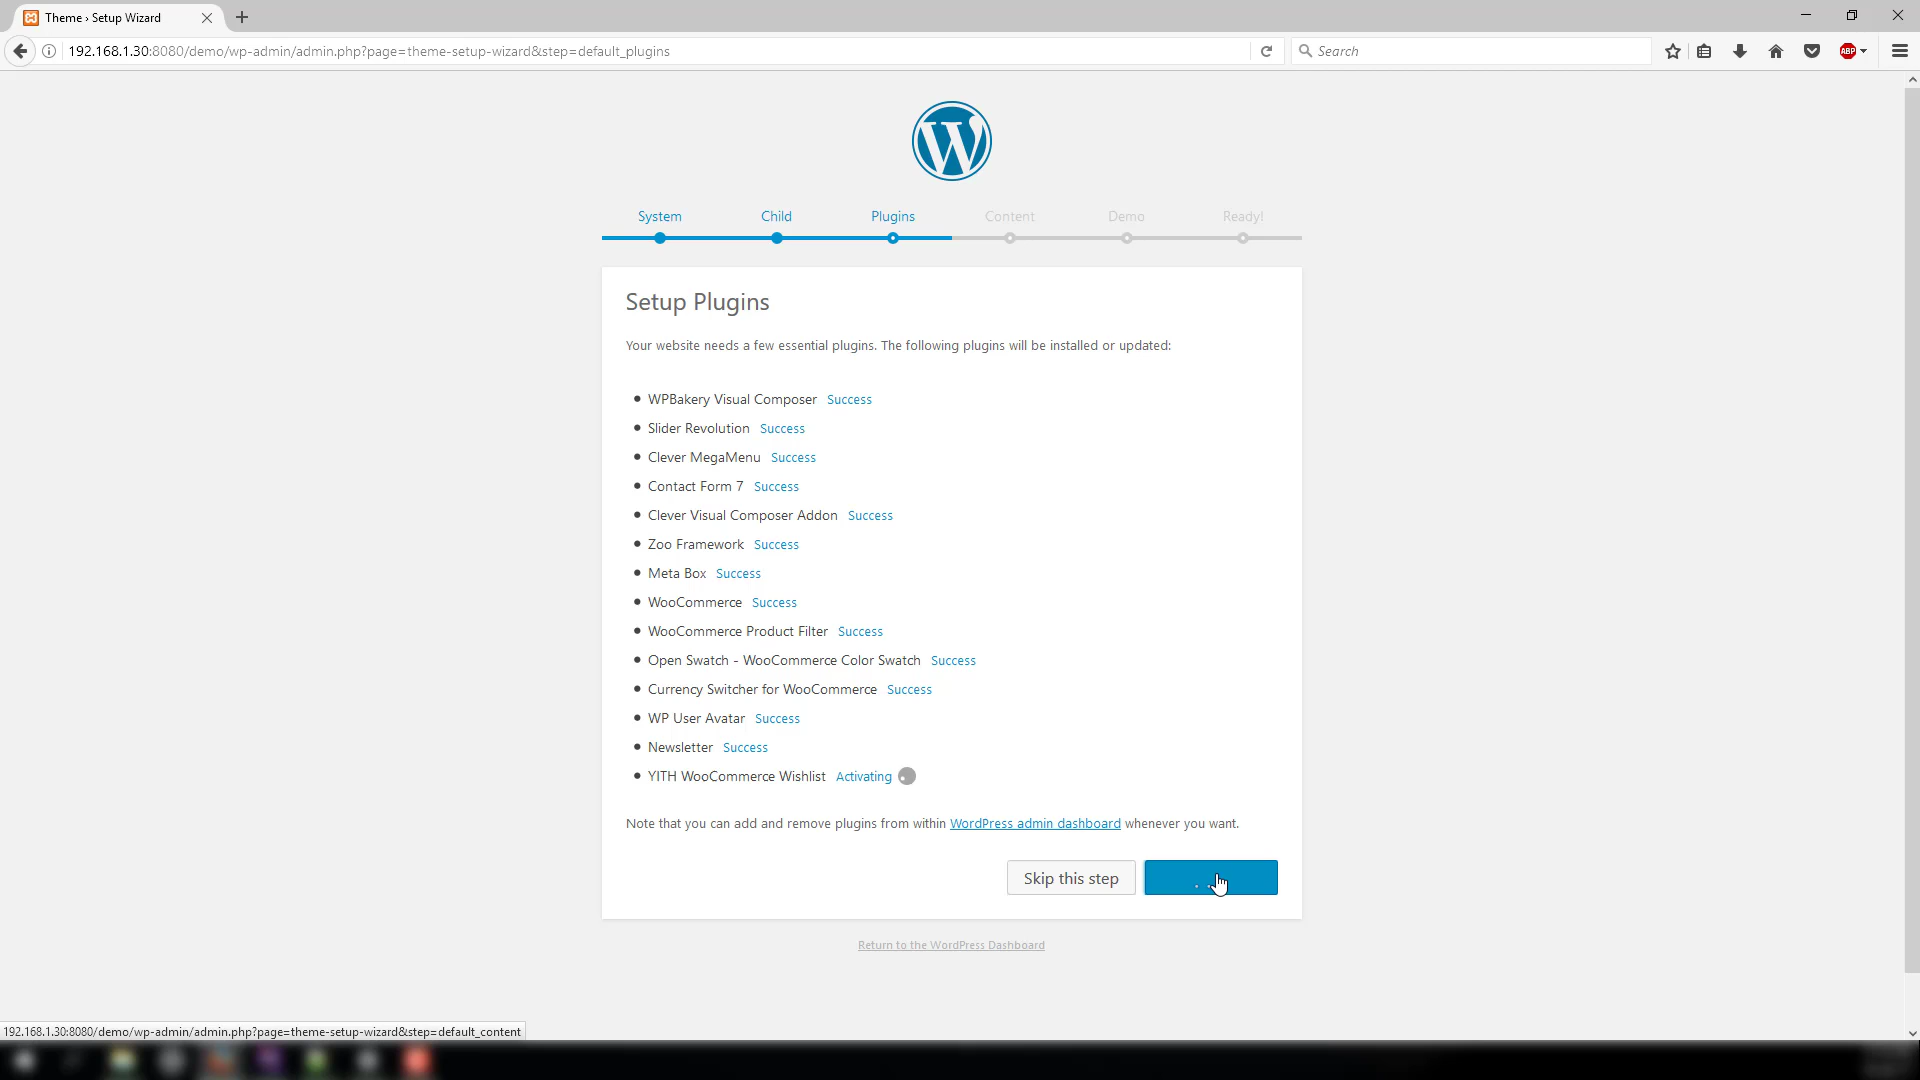 Theme › Setup Wizard
192.168.1.30:8080/demo/wp-admin/admin.php?page=theme-setup-wizard&step=default_plugins
Search
ABP
System Child Plugins Content Demo Ready!
Setup Plugins
Your website needs a few essential plugins. The following plugins will be installed or updated:
WPBakery Visual Composer Success
Slider Revolution Success
Clever MegaMenu Success
Contact Form 7 Success
Clever Visual Composer Addon Success
Zoo Framework Success
Meta Box Success
WooCommerce Success
WooCommerce Product Filter Success
Open Swatch - WooCommerce Color Swatch Success
Currency Switcher for WooCommerce Success
WP User Avatar Success
Newsletter Success
YITH WooCommerce Wishlist Activating
Note that you can add and remove plugins from within WordPress admin dashboard whenever you want.
Skip this step
Return to the WordPress Dashboard
192.168.1.30:8080/demo/wp-admin/admin.php?page=theme-setup-wizard&step=default_content